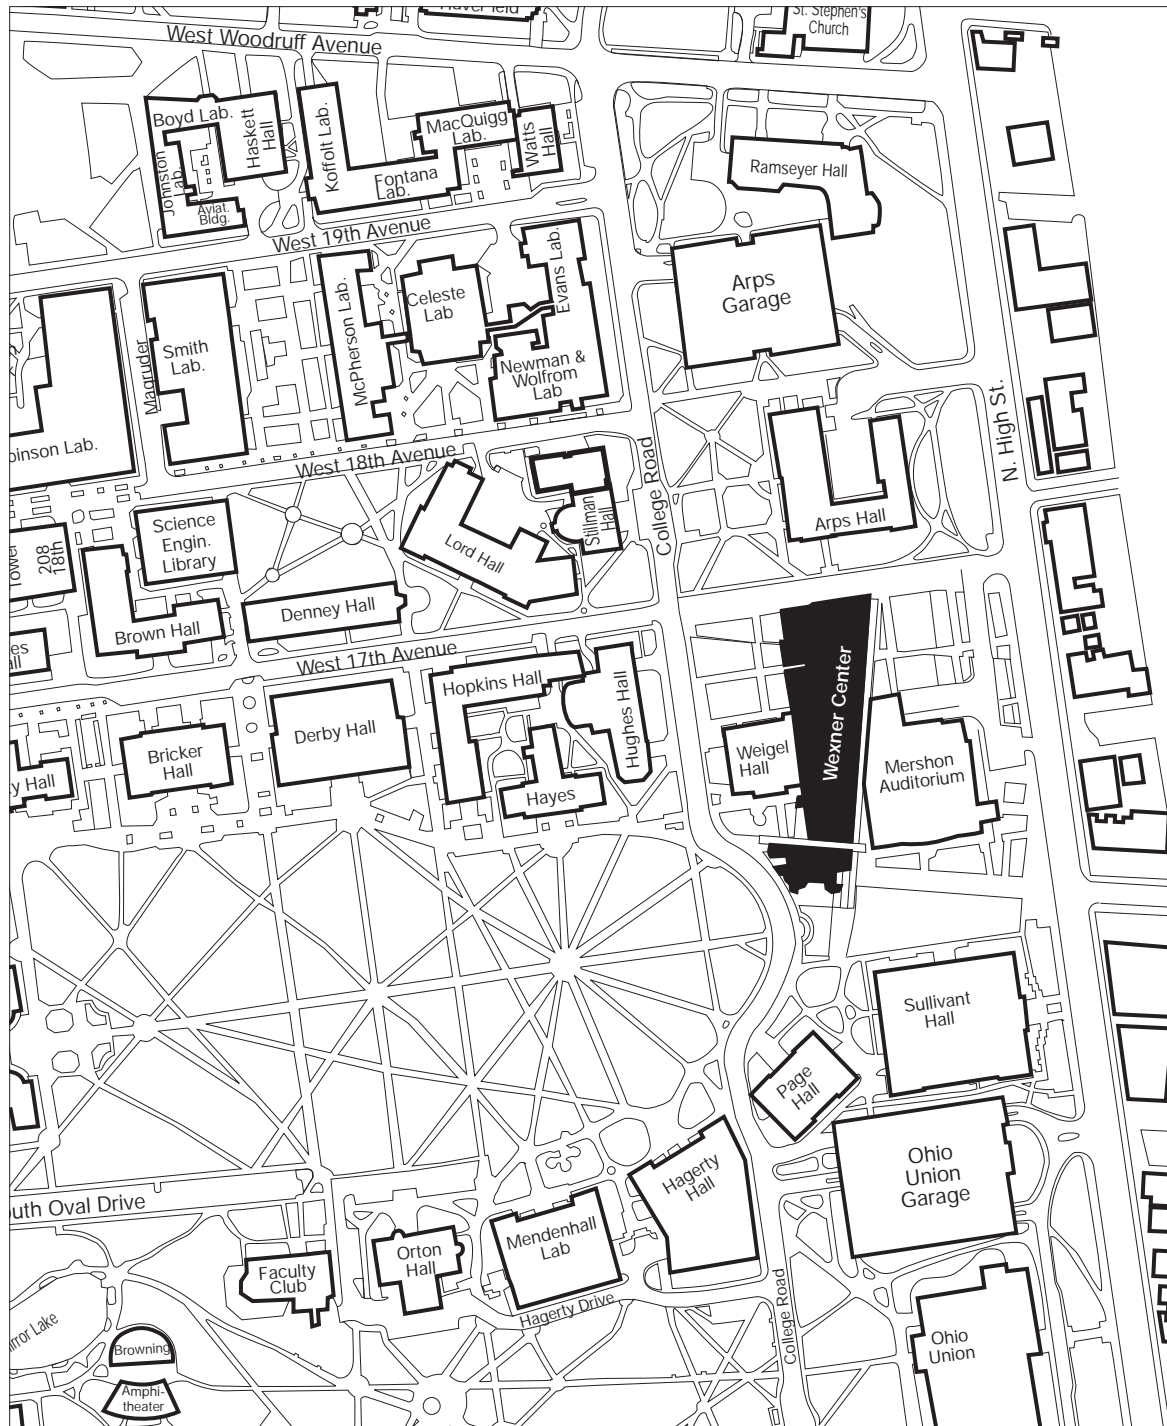 Haverfield
St. Stephen's
Church
West Woodruff Avenue
Boyd Lab.
Haskett
Hall
Johnston
Lab.
Aviat.
Bldg.
Koffolt Lab.
MacQuigg
Lab.
Watts
Hall
Fontana
Lab.
Ramseyer Hall
West 19th Avenue
Arps
Garage
Evans Lab.
Celeste
Lab
McPherson Lab.
Newman &
Wolfrom
Lab
Magruder
Smith
Lab.
binson Lab.
West 18th Avenue
N. High St.
College Road
Arps Hall
Stillman
Hall
Lord Hall
Science
Engin.
Library
Tower
208
18th
Denney Hall
Brown Hall
es
all
West 17th Avenue
Wexner Center
Hopkins Hall
Hughes Hall
Derby Hall
Bricker
Hall
y Hall
Hayes
Weigel
Hall
Mershon
Auditorium
Sullivant
Hall
Page
Hall
Ohio
Union
Garage
Hagerty
Hall
outh Oval Drive
Mendenhall
Lab
Orton
Hall
Faculty
Club
Hagerty Drive
College Road
rror Lake
Browning
Amphi-
theater
Ohio
Union